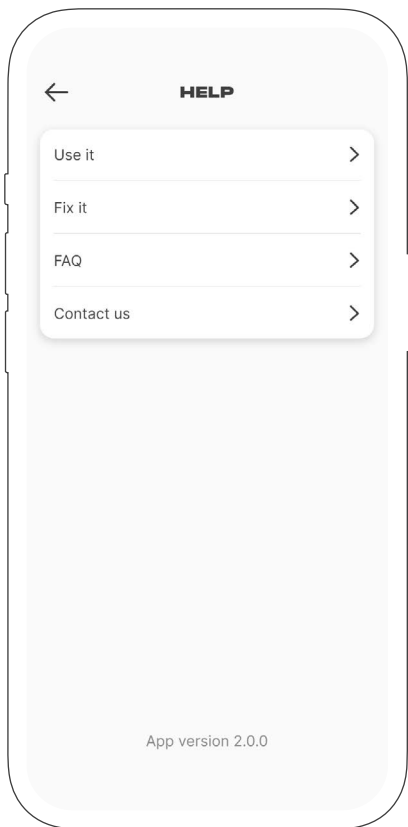 HELP
Use it
Fix it
FAQ
Contact us
App version 2.0.0